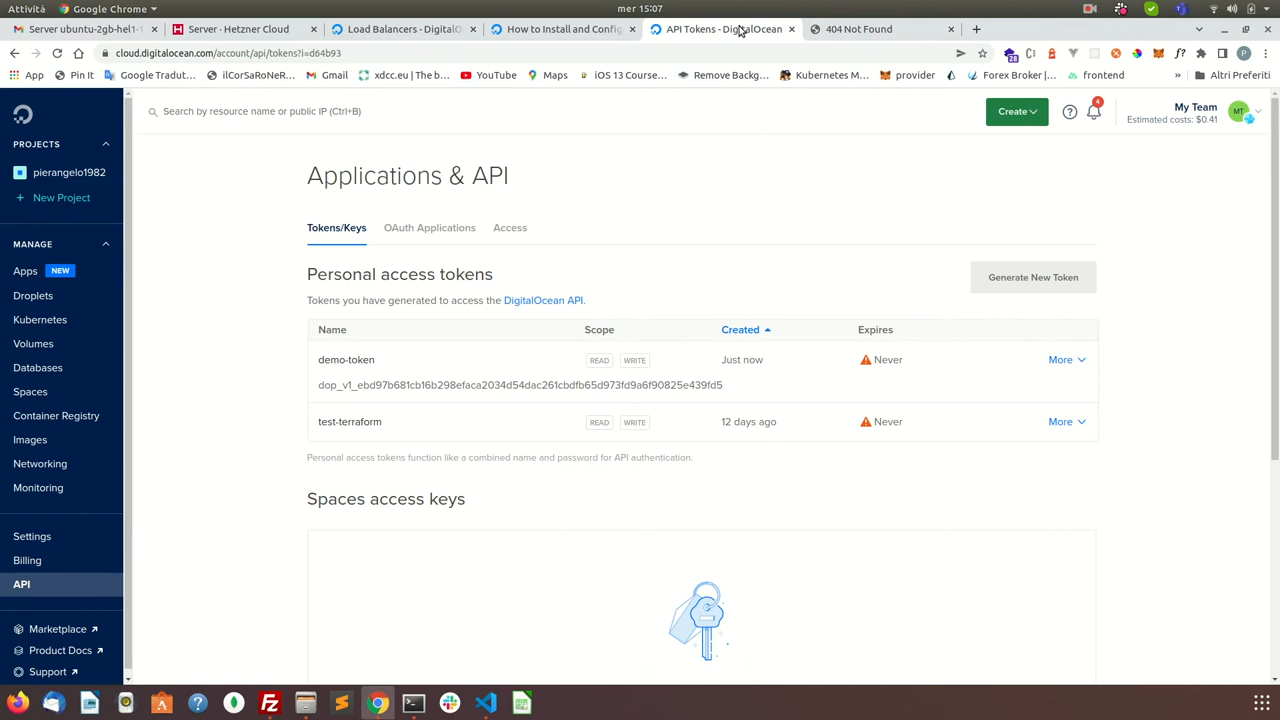 Attività
Google Chrome
mer 15:07
Server ubuntu-2gb-hel1-1
Server · Hetzner Cloud
Load Balancers - DigitalO
How to Install and Config
API Tokens - DigitalOcean
404 Not Found
cloud.digitalocean.com/account/api/tokens?i=d64b93
28
P
App
Pin It
Google Tradut...
ilCorSaRoNeR...
Gmail
xdcc.eu | The b...
YouTube
Maps
iOS 13 Course...
Remove Backg...
Kubernetes M...
provider
Forex Broker |...
frontend
»
Altri Preferiti
Search by resource name or public IP (Ctrl+B)
Create
4
My Team
Estimated costs: $0.41
MT
PROJECTS
pierangelo1982
+ New Project
MANAGE
Apps NEW
Droplets
Kubernetes
Volumes
Databases
Spaces
Container Registry
Images
Networking
Monitoring
Settings
Billing
API
Marketplace ↗
Product Docs ↗
Support ↗
Applications & API
Tokens/Keys OAuth Applications Access
Personal access tokens
Generate New Token
Tokens you have generated to access the DigitalOcean API.
Name Scope Created Expires
demo-token READ WRITE Just now Never More
dop_v1_ebd97b681cb16b298efaca2034d54dac261cbdfb65d973fd9a6f90825e439fd5
test-terraform READ WRITE 12 days ago Never More
Personal access tokens function like a combined name and password for API authentication.
Spaces access keys